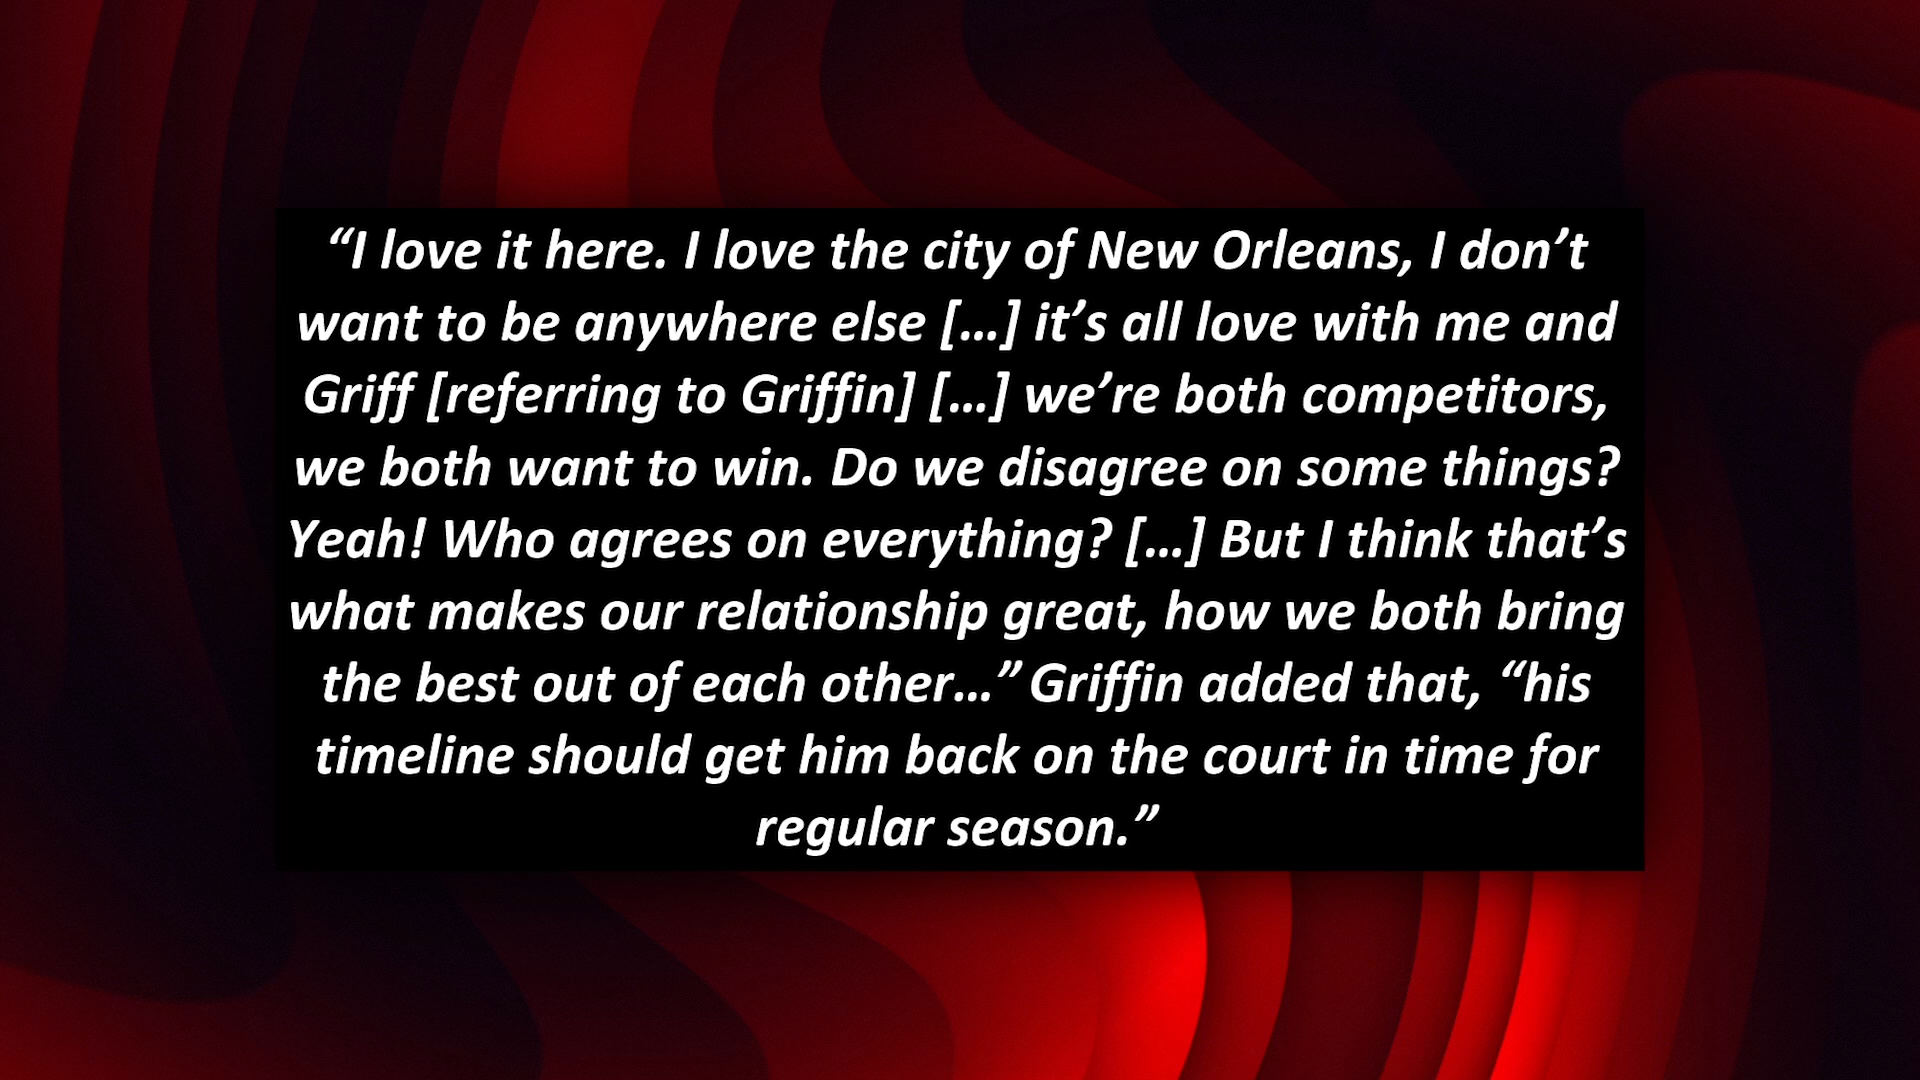 “I love it here. I love the city of New Orleans, I don’t
want to be anywhere else […] it’s all love with me and
Griff [referring to Griffin] […] we’re both competitors,
we both want to win. Do we disagree on some things?
Yeah! Who agrees on everything? […] But I think that’s
what makes our relationship great, how we both bring
the best out of each other…” Griffin added that, “his
timeline should get him back on the court in time for
regular season.”